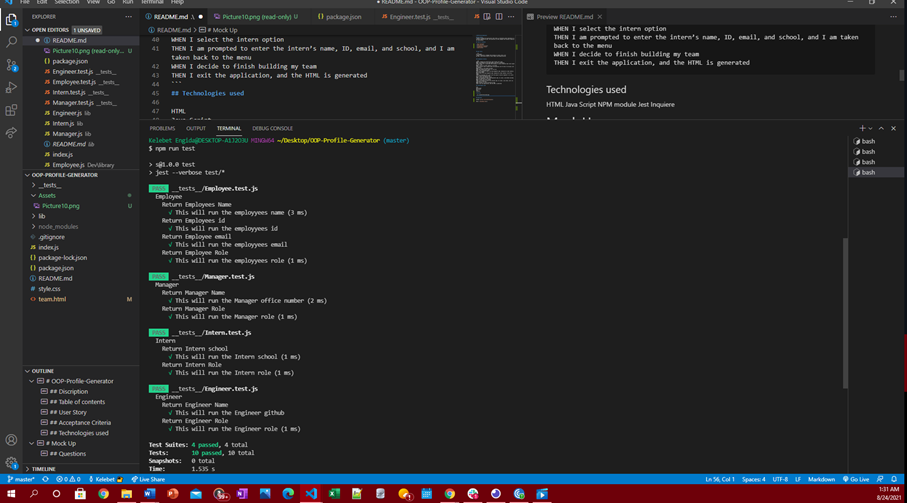 File Edit Selection View Go Run Terminal Help
README.md - OOP-Profile-Generator - Visual Studio Code
EXPLORER
OPEN EDITORS 1 UNSAVED
README.md
Picture10.png (read-only...
package.json
Engineer.test.js __tests__
Employee.test.js __tests__
Intern.test.js __tests__
Manager.test.js __tests__
Engineer.js lib
Intern.js lib
Manager.js lib
README.md lib
index.js
Employee.js Dev\library
OOP-PROFILE-GENERATOR
__tests__
Assets
Picture10.png U
lib
node_modules
.gitignore
index.js
package-lock.json
package.json
README.md
style.css
team.html M
OUTLINE
# OOP-Profile-Generator
## Discription
## Table of contents
## User Story
## Acceptance Criteria
## Technologies used
# Mock Up
## Questions
TIMELINE
README.md .\
Picture10.png (read-only) U
package.json
Engineer.test.js
README.md > # Mock Up
40 WHEN I select the intern option
41 THEN I am prompted to enter the intern's name, ID, email, and school, and I am
taken back to the menu
42 WHEN I decide to finish building my team
43 THEN I exit the application, and the HTML is generated
44 ```
45 ## Technologies used
46
47 HTML
Java Script
Preview README.md
WHEN I select the intern option
THEN I am prompted to enter the intern's name, ID, email, and school, and I am taken
back to the menu
WHEN I decide to finish building my team
THEN I exit the application, and the HTML is generated
Technologies used
HTML Java Script NPM module Jest Inquiere
PROBLEMS OUTPUT TERMINAL DEBUG CONSOLE
bash
bash
bash
bash
Kelebet Engida@DESKTOP-A1J2O3U MINGW64 ~/Desktop/OOP-Profile-Generator (master)
$ npm run test
> s@1.0.0 test
> jest --verbose test/*
PASS __tests__/Employee.test.js
Employee
Return Employees Name
√ This will run the employyees name (3 ms)
Return Employees id
√ This will run the employyees id
Return Employee email
√ This will run the employyees email
Return Employee Role
√ This will run the employyees role (1 ms)
PASS __tests__/Manager.test.js
Manager
Return Manager Name
√ This will run the Manager office number (2 ms)
Return Manager Role
√ This will run the Manager role (1 ms)
PASS __tests__/Intern.test.js
Intern
Return Intern school
√ This will run the Intern school (1 ms)
Return Intern Role
√ This will run the Intern role (1 ms)
PASS __tests__/Engineer.test.js
Engineer
Return Engineer Name
√ This will run the Engineer github
Return Engineer Role
√ This will run the Engineer role (1 ms)
Test Suites: 4 passed, 4 total
Tests: 10 passed, 10 total
Snapshots: 0 total
Time: 1.535 s
master* 0 0 Kelebet Live Share
Ln 56, Col 1 Spaces: 4 UTF-8 LF Markdown Go Live
1:31 AM
8/24/2021